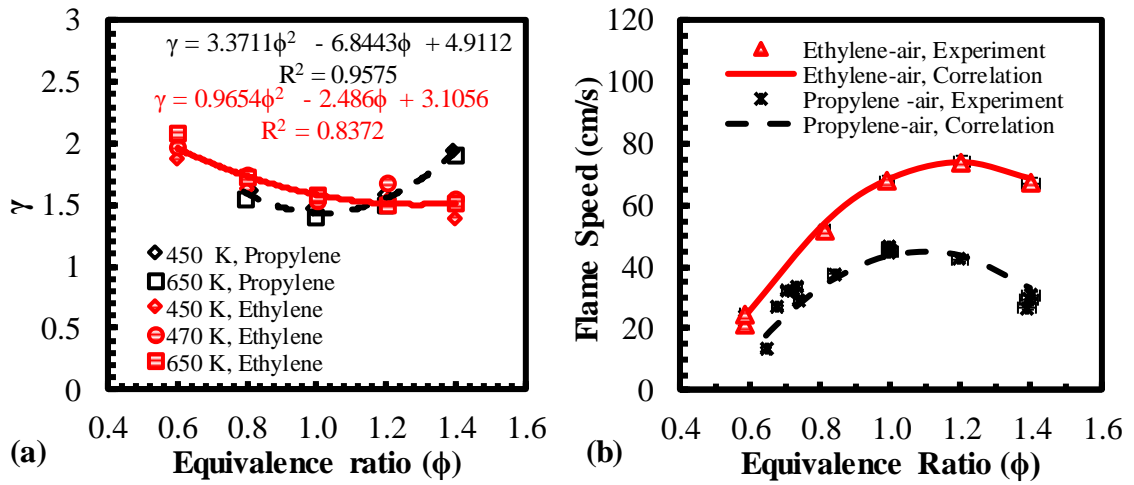 γ = 3.3711ϕ² - 6.8443ϕ + 4.9112
R² = 0.9575
γ = 0.9654ϕ² - 2.486ϕ + 3.1056
R² = 0.8372
3
2.5
2
1.5
1
0.5
0
γ
450 K, Propylene
650 K, Propylene
450 K, Ethylene
470 K, Ethylene
650 K, Ethylene
0.4 0.6 0.8 1.0 1.2 1.4 1.6
(a) Equivalence ratio (ϕ)
120
100
80
60
40
20
0
Flame Speed (cm/s)
Ethylene-air, Experiment
Ethylene-air, Correlation
Propylene -air, Experiment
Propylene-air, Correlation
0.4 0.6 0.8 1.0 1.2 1.4 1.6
(b) Equivalence Ratio (ϕ)